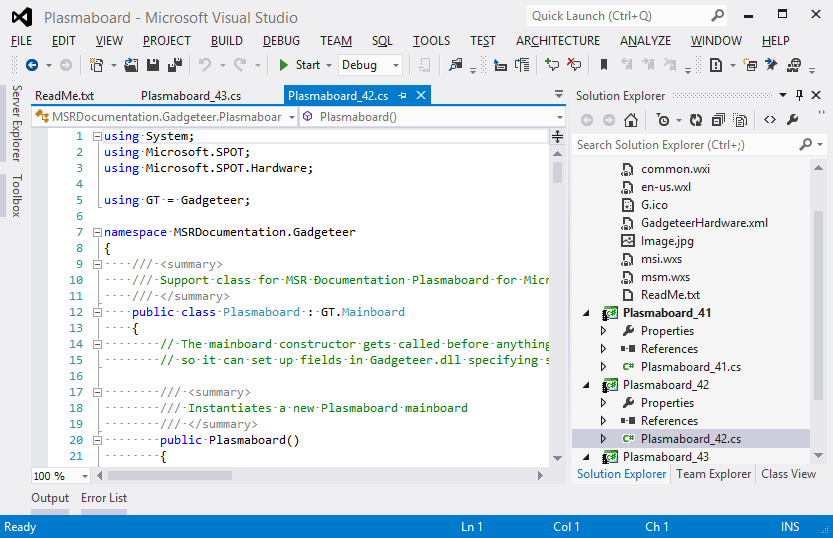 Plasmaboard - Microsoft Visual Studio
Quick Launch (Ctrl+Q)
FILE EDIT VIEW PROJECT BUILD DEBUG TEAM SQL TOOLS TEST ARCHITECTURE ANALYZE WINDOW HELP
Start Debug
Server Explorer
Toolbox
ReadMe.txt Plasmaboard_43.cs Plasmaboard_42.cs
MSRDocumentation.Gadgeteer.Plasmaboar Plasmaboard()
1 using System;
2 using Microsoft.SPOT;
3 using Microsoft.SPOT.Hardware;
4
5 using GT = Gadgeteer;
6
7 namespace MSRDocumentation.Gadgeteer
8 {
9 /// <summary>
10 /// Support class for MSR Documentation Plasmaboard for Micr
11 /// </summary>
12 public class Plasmaboard : GT.Mainboard
13 {
14 // The mainboard constructor gets called before anything
15 // so it can set up fields in Gadgeteer.dll specifying s
16
17 /// <summary>
18 /// Instantiates a new Plasmaboard mainboard
19 /// </summary>
20 public Plasmaboard()
21 {
100 %
Solution Explorer
Search Solution Explorer (Ctrl+;)
common.wxi
en-us.wxl
G.ico
GadgeteerHardware.xml
Image.jpg
msi.wxs
msm.wxs
ReadMe.txt
Plasmaboard_41
Properties
References
C# Plasmaboard_41.cs
Plasmaboard_42
Properties
References
C# Plasmaboard_42.cs
Plasmaboard_43
Solution Explorer Team Explorer Class View
Output Error List
Ready Ln 1 Col 1 Ch 1 INS